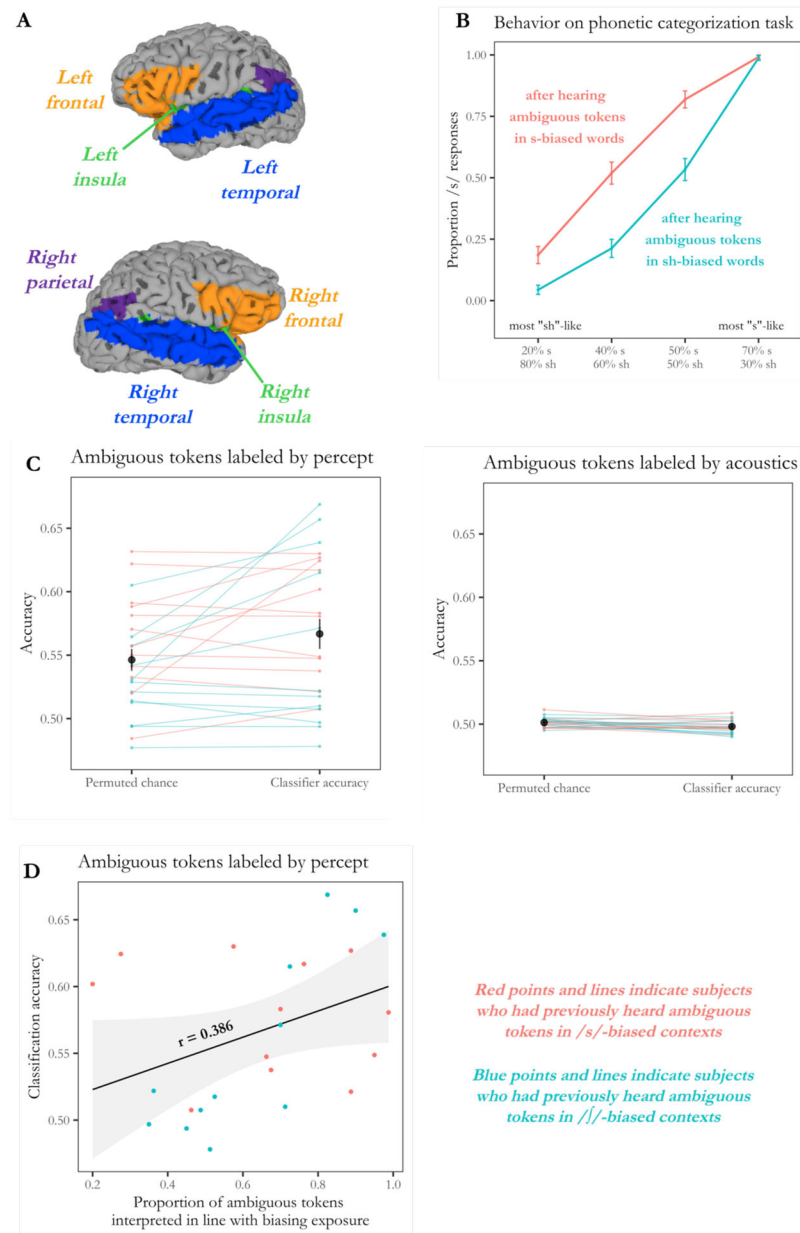 A
Left
frontal
Left
insula
Left
temporal
Right
parietal
Right
frontal
Right
temporal
Right
insula
B
Behavior on phonetic categorization task
Proportion /s/ responses
1.00
0.75
0.50
0.25
0.00
after hearing
ambiguous tokens
in s-biased words
after hearing
ambiguous tokens
in sh-biased words
most "sh"-like
most "s"-like
20% s
80% sh
40% s
60% sh
50% s
50% sh
70% s
30% sh
C
Ambiguous tokens labeled by percept
Accuracy
0.65
0.60
0.55
0.50
Permuted chance
Classifier accuracy
Ambiguous tokens labeled by acoustics
Accuracy
0.65
0.60
0.55
0.50
Permuted chance
Classifier accuracy
D
Ambiguous tokens labeled by percept
Classification accuracy
0.65
0.60
0.55
0.50
r = 0.386
0.2
0.4
0.6
0.8
1.0
Proportion of ambiguous tokens
interpreted in line with biasing exposure
Red points and lines indicate subjects
who had previously heard ambiguous
tokens in /s/-biased contexts
Blue points and lines indicate subjects
who had previously heard ambiguous
tokens in /ʃ/-biased contexts